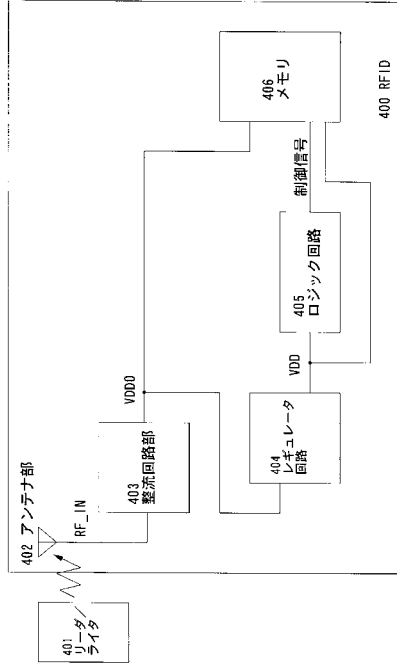 401
リーダ/
ライタ
402 アンテナ部
RF_IN
403
整流回路部
VDD0
404
レギュレータ
回路
VDD
405
ロジック回路
制御信号
406
メモリ
400 RFID